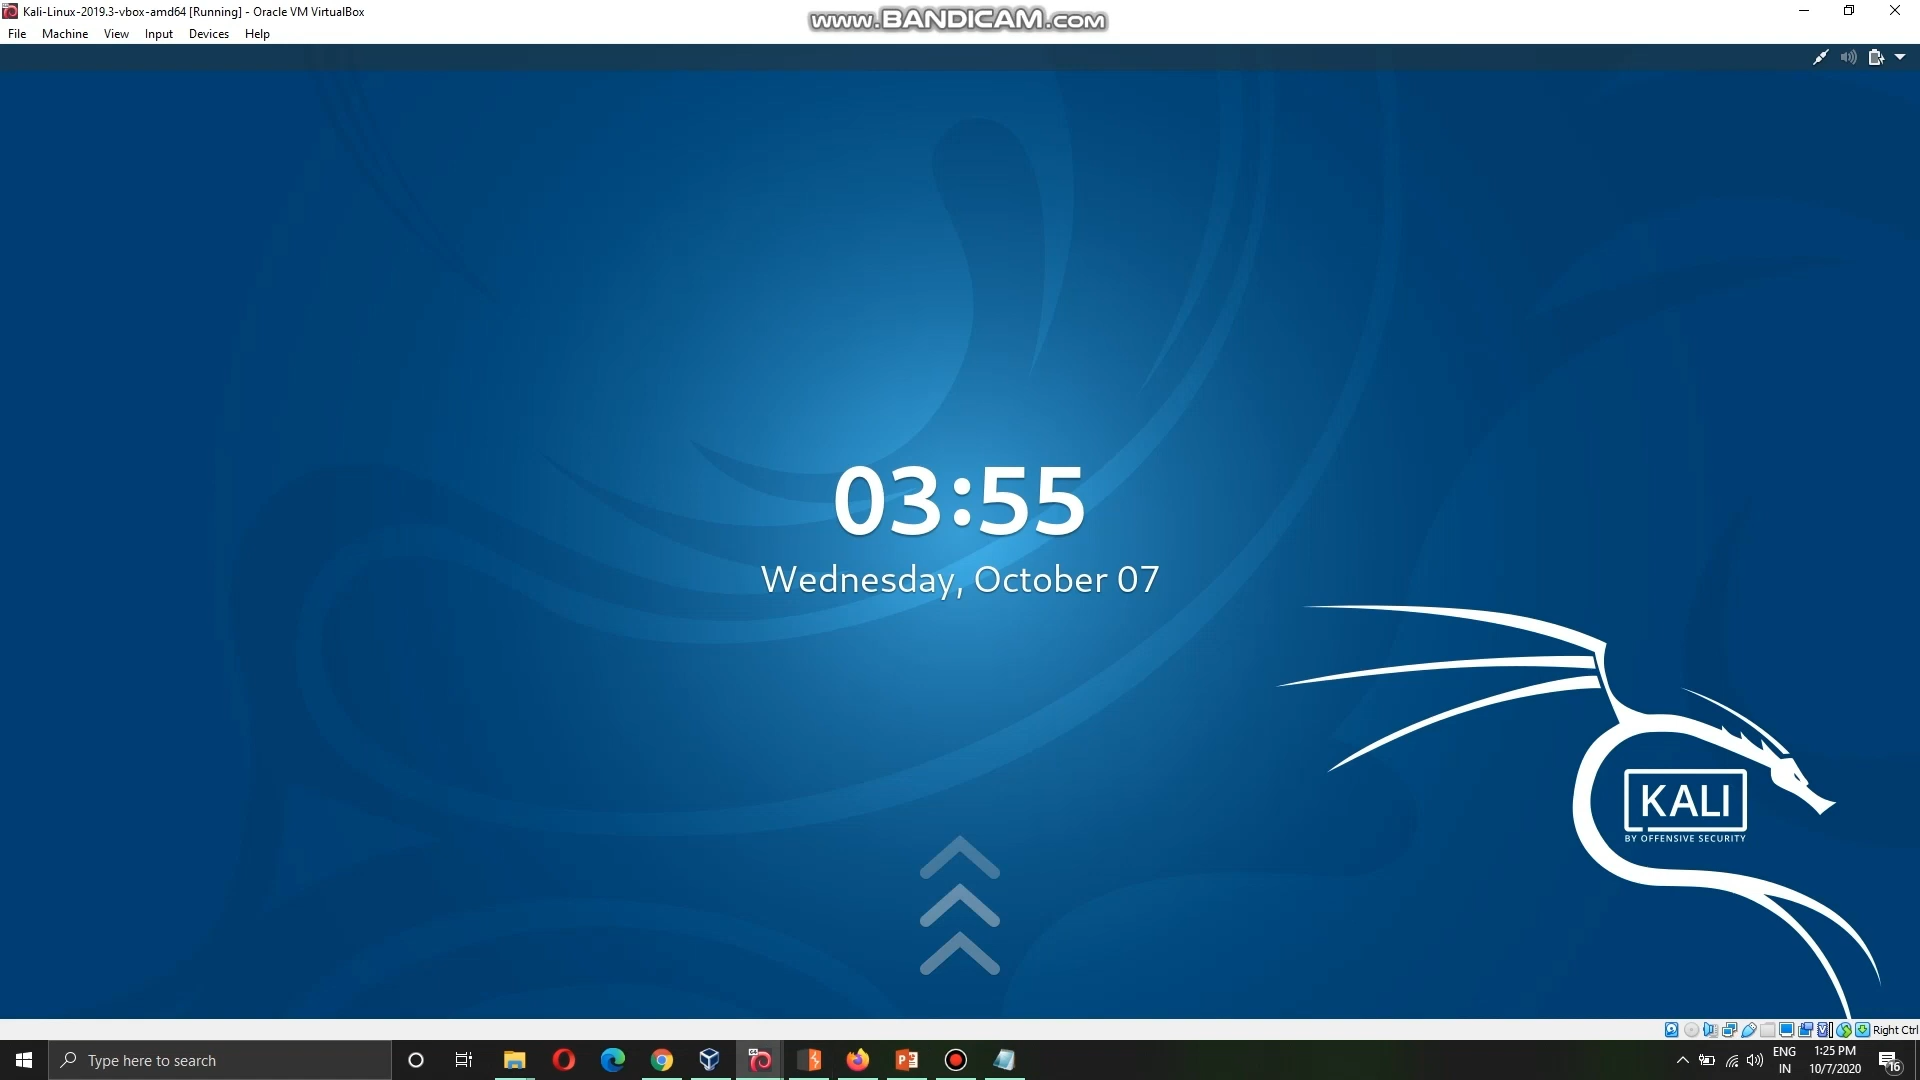 Kali-Linux-2019.3-vbox-amd64 [Running] - Oracle VM VirtualBox
www.BANDICAM.com
File Machine View Input Devices Help
03:55
Wednesday, October 07
KALI
BY OFFENSIVE SECURITY
Right Ctrl
Type here to search
ENG
IN
1:25 PM
10/7/2020
16